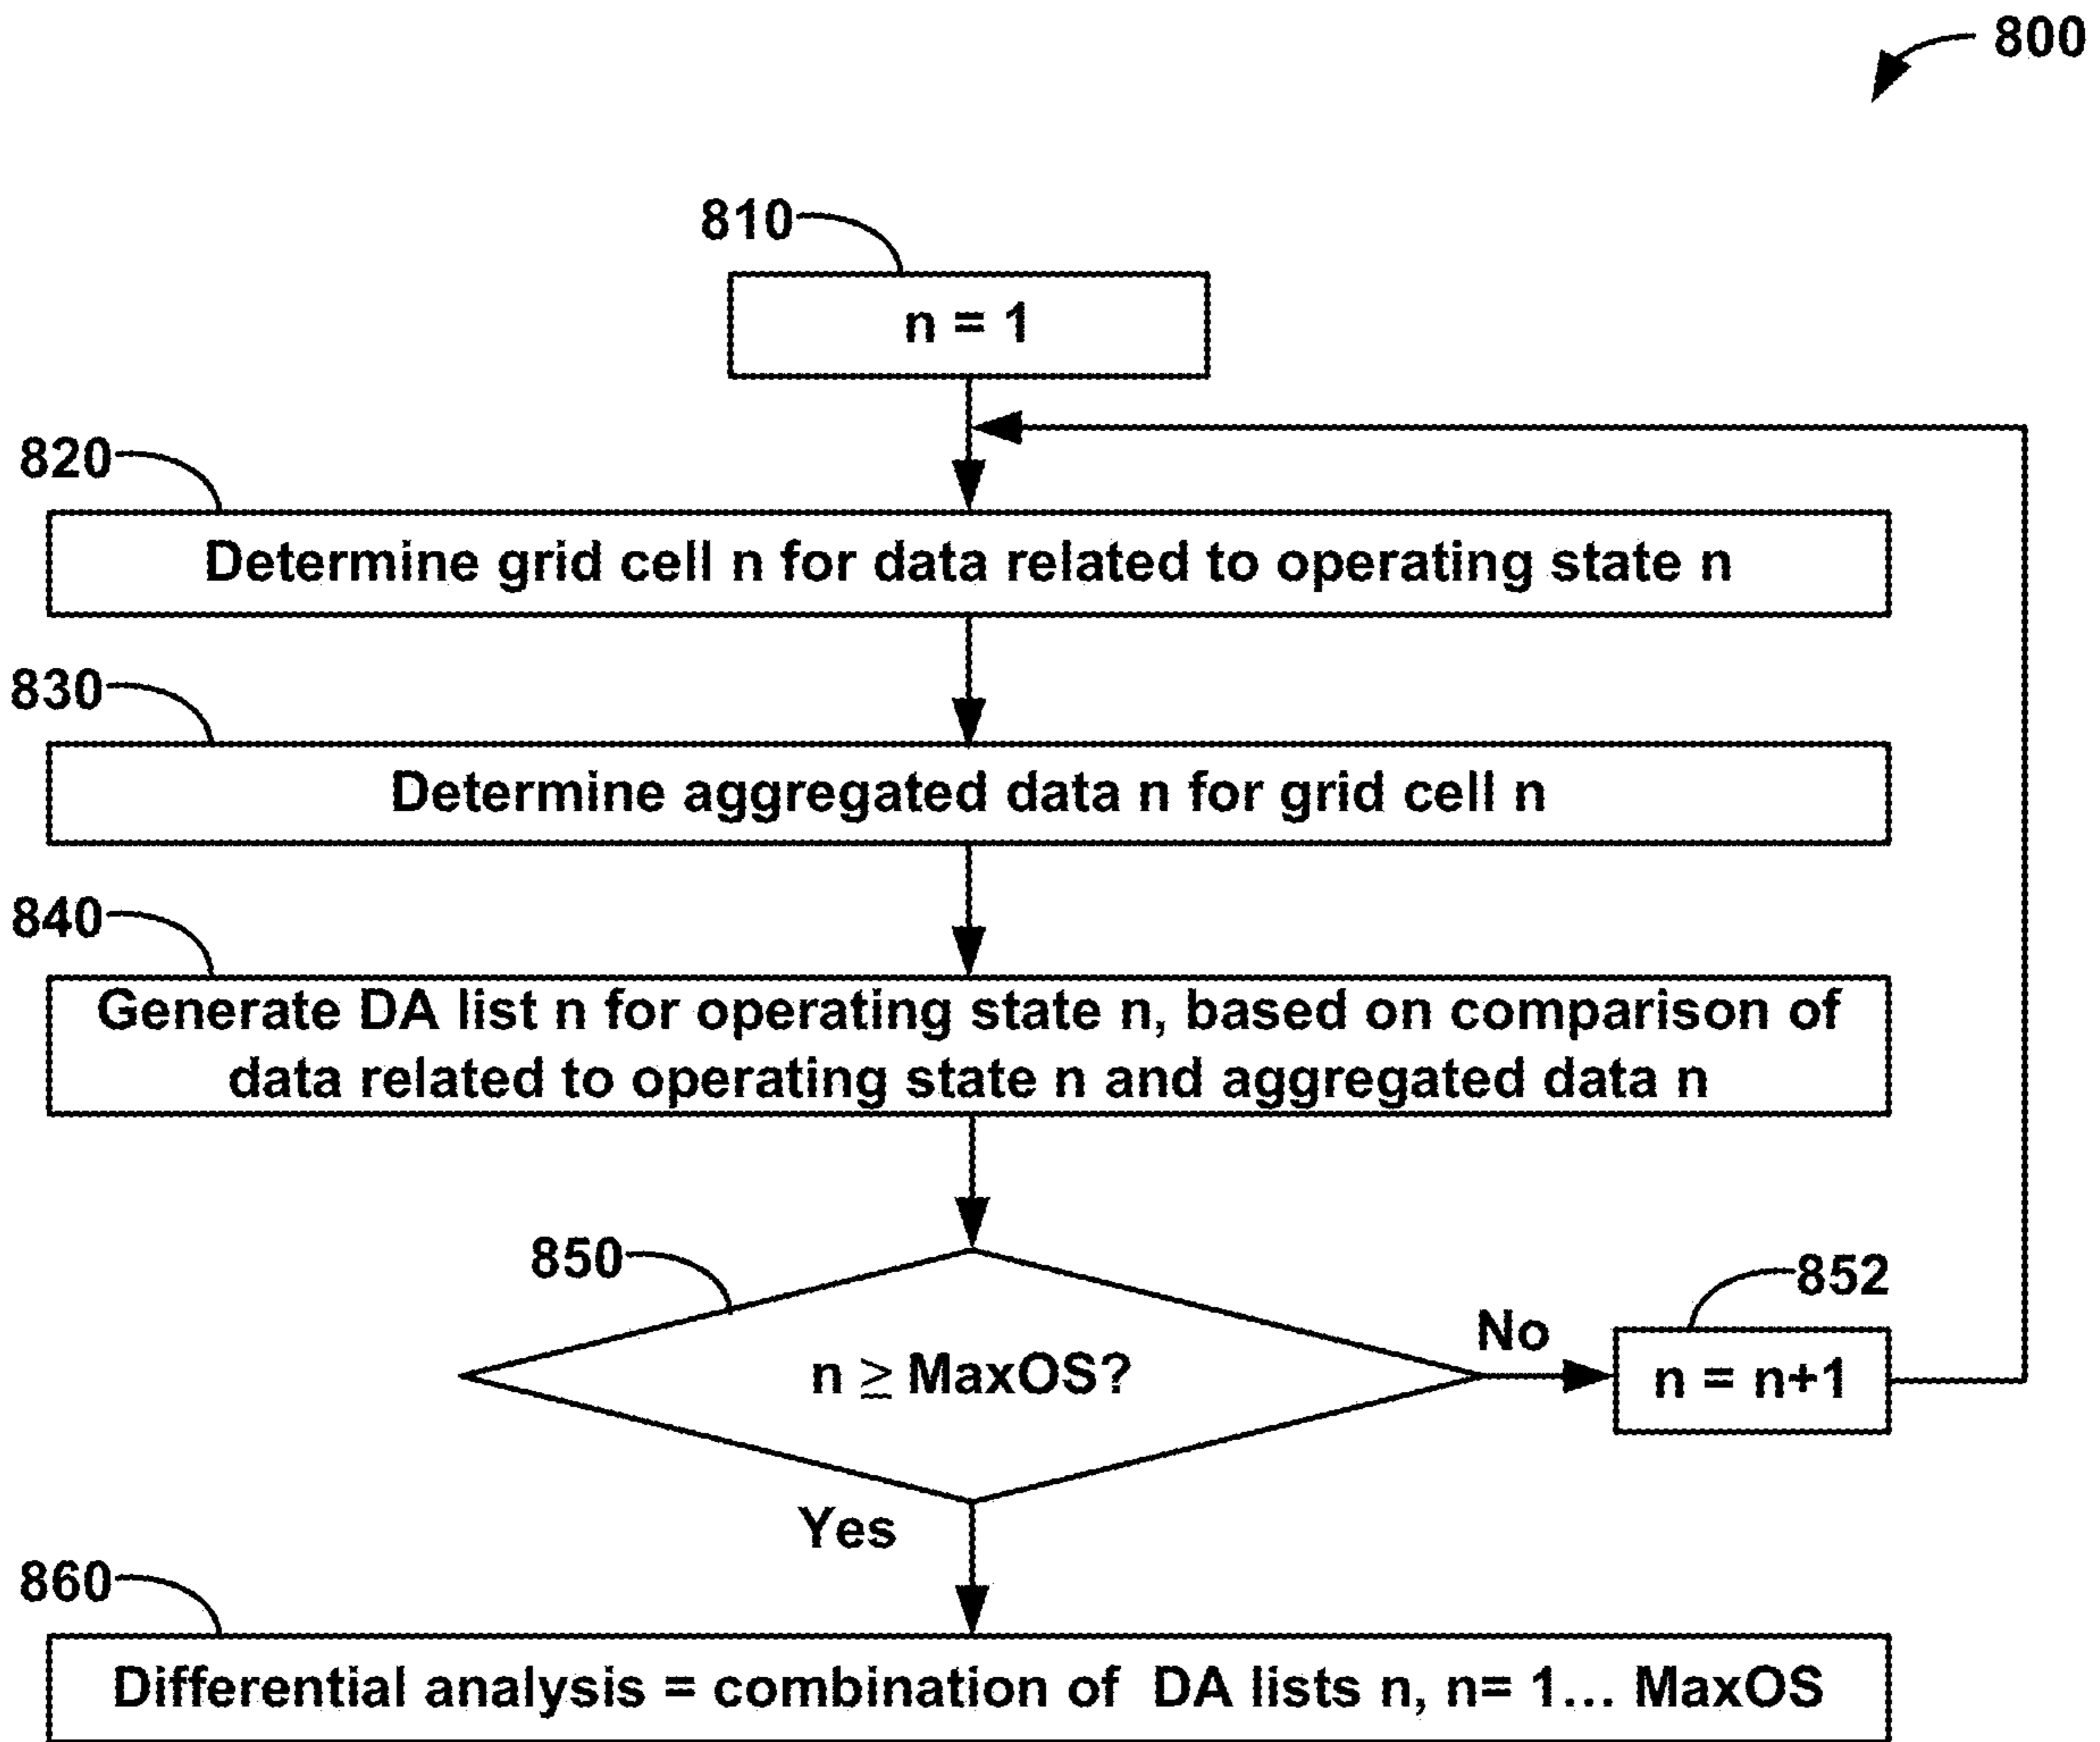 800
810
n = 1
820
Determine grid cell n for data related to operating state n
830
Determine aggregated data n for grid cell n
840
Generate DA list n for operating state n, based on comparison of
data related to operating state n and aggregated data n
850
n ≥ MaxOS?
No
852
n = n+1
Yes
860
Differential analysis = combination of DA lists n, n= 1... MaxOS